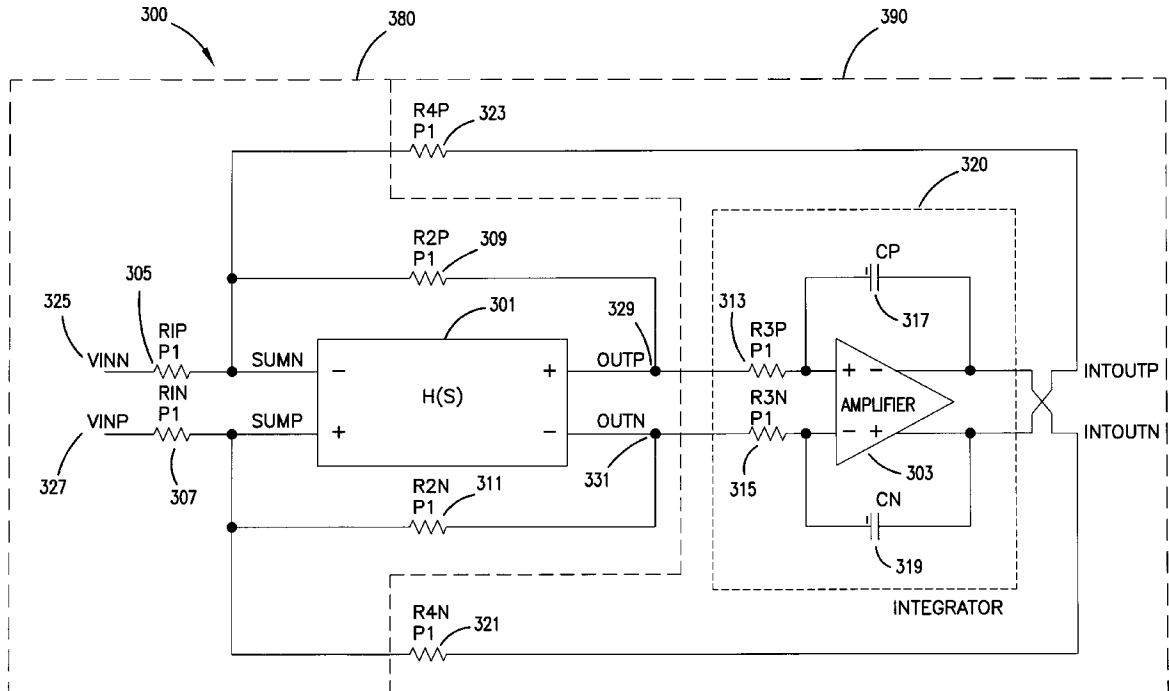 300
380
390
R4P
P1
323
320
R2P
P1
309
CP
325
305
301
329
313
317
RIP
P1
R3P
P1
VINN
SUMN
−
+
OUTP
+
−
INTOUTP
H(S)
AMPLIFIER
RIN
P1
R3N
P1
VINP
SUMP
+
−
OUTN
−
+
INTOUTN
327
307
331
315
303
R2N
P1
311
CN
319
R4N
P1
321
INTEGRATOR